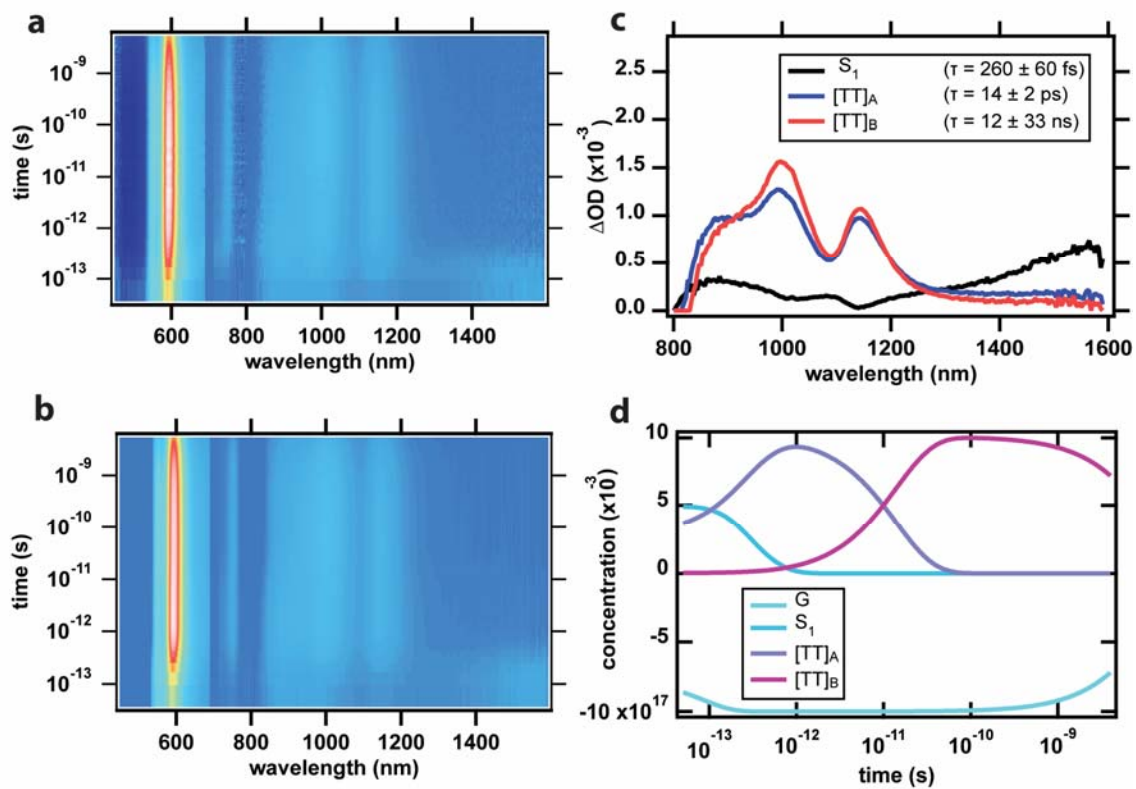 a
time (s)
10⁻⁹
10⁻¹⁰
10⁻¹¹
10⁻¹²
10⁻¹³
600 800 1000 1200 1400
wavelength (nm)
b
time (s)
10⁻⁹
10⁻¹⁰
10⁻¹¹
10⁻¹²
10⁻¹³
600 800 1000 1200 1400
wavelength (nm)
c
ΔOD (x10⁻³)
2.5
2.0
1.5
1.0
0.5
0.0
S₁ (τ = 260 ± 60 fs)
[TT]A (τ = 14 ± 2 ps)
[TT]B (τ = 12 ± 33 ns)
800 1000 1200 1400 1600
wavelength (nm)
d
concentration (x10⁻³)
10
5
0
-5
-10 x10¹⁷
G
S₁
[TT]A
[TT]B
10⁻¹³ 10⁻¹² 10⁻¹¹ 10⁻¹⁰ 10⁻⁹
time (s)